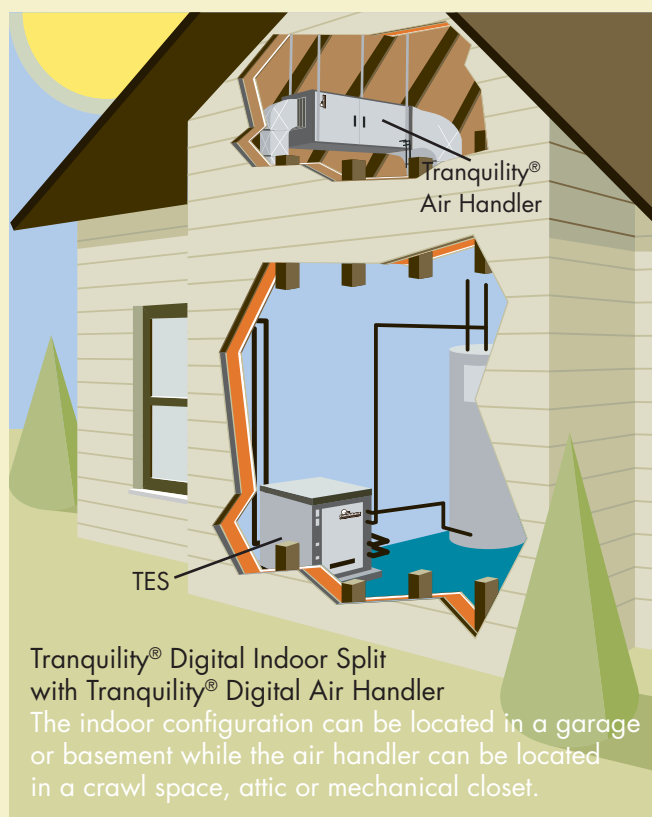 Tranquility®
Air Handler
TES
Tranquility® Digital Indoor Split
with Tranquility® Digital Air Handler
The indoor configuration can be located in a garage
or basement while the air handler can be located
in a crawl space, attic or mechanical closet.